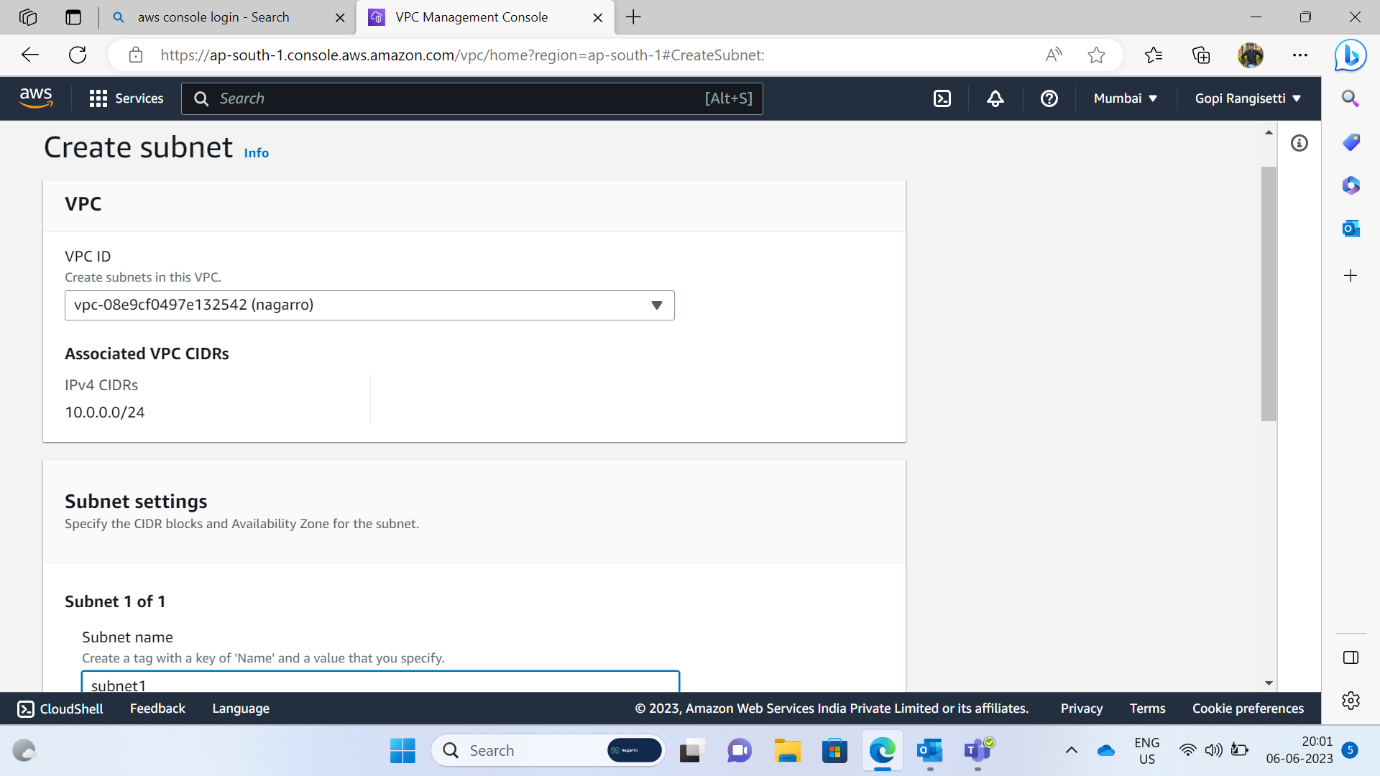 aws console login - Search
VPC Management Console
https://ap-south-1.console.aws.amazon.com/vpc/home?region=ap-south-1#CreateSubnet:
aws
Services
Search
[Alt+S]
Mumbai
Gopi Rangisetti
Create subnet
Info
VPC
VPC ID
Create subnets in this VPC.
vpc-08e9cf0497e132542 (nagarro)
Associated VPC CIDRs
IPv4 CIDRs
10.0.0.0/24
Subnet settings
Specify the CIDR blocks and Availability Zone for the subnet.
Subnet 1 of 1
Subnet name
Create a tag with a key of 'Name' and a value that you specify.
subnet1
CloudShell
Feedback
Language
© 2023, Amazon Web Services India Private Limited or its affiliates.
Privacy
Terms
Cookie preferences
Search
ENG
US
20:01
06-06-2023
5